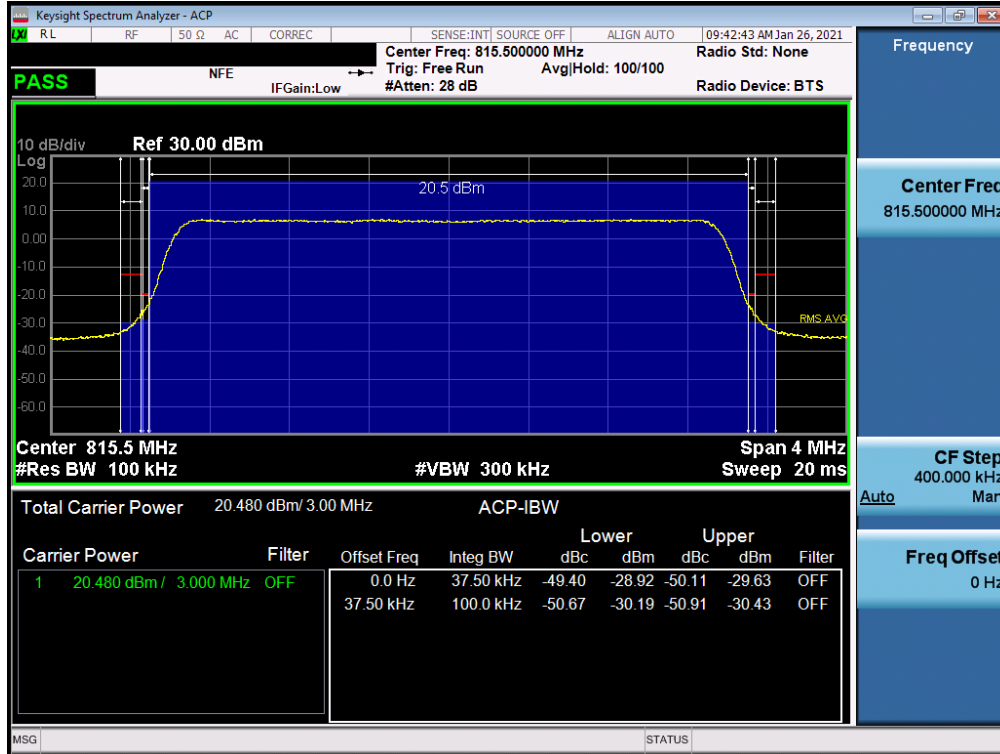 Keysight Spectrum Analyzer - ACP
LXI RL RF 50 Ω AC CORREC SENSE:INT SOURCE OFF ALIGN AUTO 09:42:43 AM Jan 26, 2021
Center Freq: 815.500000 MHz Radio Std: None
NFE Trig: Free Run Avg|Hold: 100/100
PASS IFGain:Low #Atten: 28 dB Radio Device: BTS
10 dB/div Ref 30.00 dBm
Log
20.0
20.5 dBm
10.0
0.00
-10.0
-20.0
-30.0
RMS AVG
-40.0
-50.0
-60.0
Center 815.5 MHz Span 4 MHz
#Res BW 100 kHz #VBW 300 kHz Sweep 20 ms
Total Carrier Power 20.480 dBm/ 3.00 MHz ACP-IBW
Lower Upper
Carrier Power Filter Offset Freq Integ BW dBc dBm dBc dBm Filter
1 20.480 dBm / 3.000 MHz OFF 0.0 Hz 37.50 kHz -49.40 -28.92 -50.11 -29.63 OFF
37.50 kHz 100.0 kHz -50.67 -30.19 -50.91 -30.43 OFF
MSG STATUS
Frequency
Center Freq
815.500000 MHz
CF Step
400.000 kHz
Auto Man
Freq Offset
0 Hz